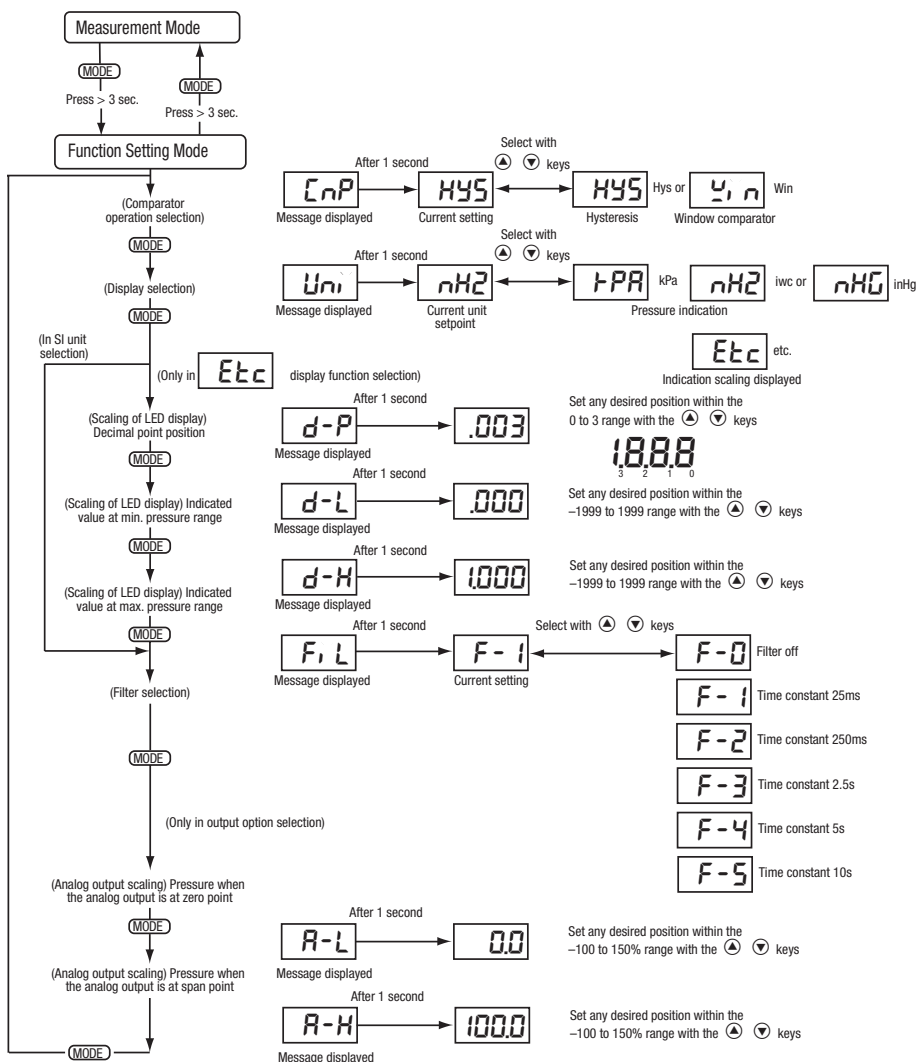 Measurement Mode
MODE
Press > 3 sec.
MODE
Press > 3 sec.
Function Setting Mode
(Comparator
operation selection)
After 1 second
Select with
▲ ▼ keys
CnP
HYS
HYS
Hys or
Win
Message displayed
Current setting
Hysteresis
Window comparator
MODE
(Display selection)
After 1 second
Select with
▲ ▼ keys
Uni
nH2
kPA
kPa
nH2
iwc or
nHG
inHg
Message displayed
Current unit
setpoint
Pressure indication
MODE
(In SI unit
selection)
(Only in
Etc
display function selection)
Etc
etc.
Indication scaling displayed
(Scaling of LED display)
Decimal point position
After 1 second
d-P
.003
Message displayed
Set any desired position within the
0 to 3 range with the ▲ ▼ keys
1.8.8.8
3 2 1 0
MODE
(Scaling of LED display) Indicated
value at min. pressure range
After 1 second
d-L
.000
Message displayed
Set any desired position within the
–1999 to 1999 range with the ▲ ▼ keys
MODE
(Scaling of LED display) Indicated
value at max. pressure range
After 1 second
d-H
1.000
Message displayed
Set any desired position within the
–1999 to 1999 range with the ▲ ▼ keys
MODE
(Filter selection)
After 1 second
Select with ▲ ▼ keys
FiL
F-1
Message displayed
Current setting
F-0
Filter off
F-1
Time constant 25ms
F-2
Time constant 250ms
F-3
Time constant 2.5s
F-4
Time constant 5s
F-5
Time constant 10s
MODE
(Only in output option selection)
(Analog output scaling) Pressure when
the analog output is at zero point
After 1 second
A-L
0.0
Message displayed
Set any desired position within the
–100 to 150% range with the ▲ ▼ keys
MODE
(Analog output scaling) Pressure when
the analog output is at span point
After 1 second
A-H
100.0
Message displayed
Set any desired position within the
–100 to 150% range with the ▲ ▼ keys
MODE